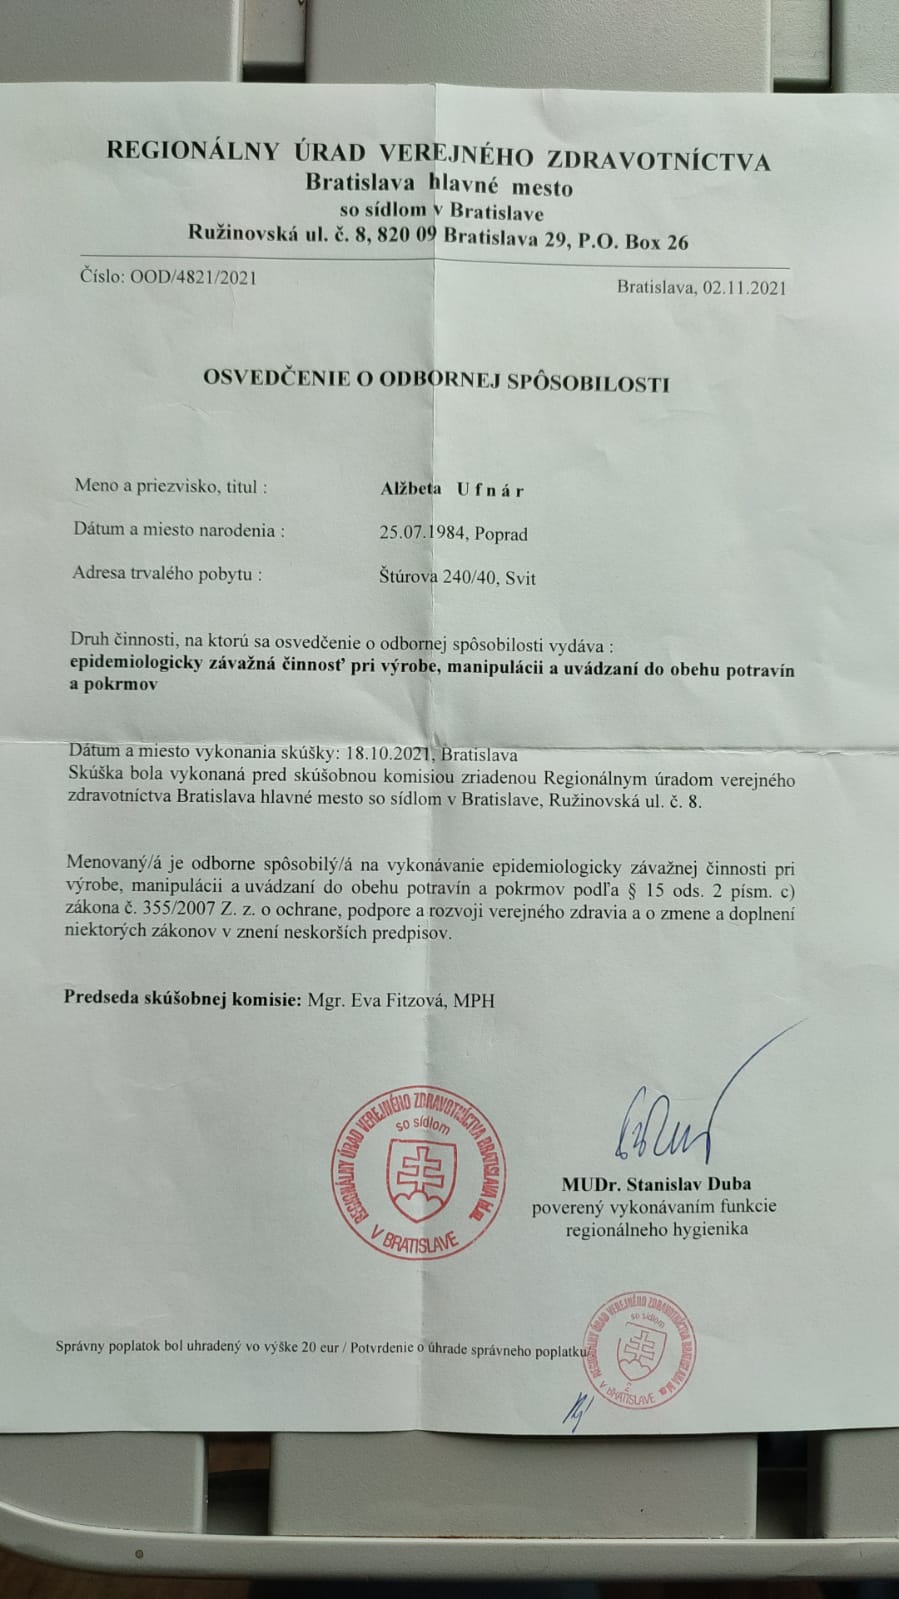 REGIONÁLNY ÚRAD VEREJNÉHO ZDRAVOTNÍCTVA
Bratislava hlavné mesto
so sídlom v Bratislave
Ružinovská ul. č. 8, 820 09 Bratislava 29, P.O. Box 26
Číslo: OOD/4821/2021
Bratislava, 02.11.2021
OSVEDČENIE O ODBORNEJ SPÔSOBILOSTI
Meno a priezvisko, titul : Alžbeta U f n á r
Dátum a miesto narodenia : 25.07.1984, Poprad
Adresa trvalého pobytu : Štúrova 240/40, Svit
Druh činnosti, na ktorú sa osvedčenie o odbornej spôsobilosti vydáva :
epidemiologicky závažná činnosť pri výrobe, manipulácii a uvádzaní do obehu potravín
a pokrmov
Dátum a miesto vykonania skúšky: 18.10.2021, Bratislava
Skúška bola vykonaná pred skúšobnou komisiou zriadenou Regionálnym úradom verejného
zdravotníctva Bratislava hlavné mesto so sídlom v Bratislave, Ružinovská ul. č. 8.
Menovaný/á je odborne spôsobilý/á na vykonávanie epidemiologicky závažnej činnosti pri
výrobe, manipulácii a uvádzaní do obehu potravín a pokrmov podľa § 15 ods. 2 písm. c)
zákona č. 355/2007 Z. z. o ochrane, podpore a rozvoji verejného zdravia a o zmene a doplnení
niektorých zákonov v znení neskorších predpisov.
Predseda skúšobnej komisie: Mgr. Eva Fitzová, MPH
REGIONÁLNY ÚRAD VEREJNÉHO ZDRAVOTNÍCTVA BRATISLAVA hl.m.
so sídlom
V BRATISLAVE
MUDr. Stanislav Duba
poverený vykonávaním funkcie
regionálneho hygienika
Správny poplatok bol uhradený vo výške 20 eur / Potvrdenie o úhrade správneho poplatku
REGIONÁLNY ÚRAD VEREJNÉHO ZDRAVOTNÍCTVA BRATISLAVA hl.m.
so sídlom
2
V BRATISLAVE